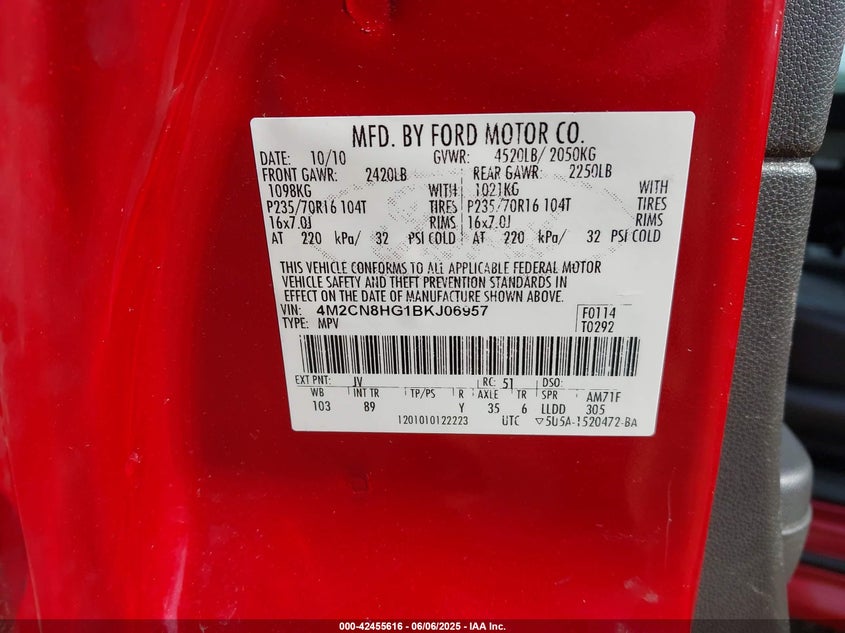 MFD. BY FORD MOTOR CO.
DATE: 10/10 GVWR: 4520LB/ 2050KG
FRONT GAWR: 2420LB REAR GAWR: 2250LB
1098KG WITH 1021KG WITH
P235/70R16 104T TIRES P235/70R16 104T TIRES
16x7.0J RIMS 16x7.0J RIMS
AT 220 kPa/ 32 PSI COLD AT 220 kPa/ 32 PSI COLD
THIS VEHICLE CONFORMS TO ALL APPLICABLE FEDERAL MOTOR
VEHICLE SAFETY AND THEFT PREVENTION STANDARDS IN
EFFECT ON THE DATE OF MANUFACTURE SHOWN ABOVE.
VIN: 4M2CN8HG1BKJ06957 F0114
TYPE: MPV T0292
EXT PNT: JV RC: 51 DSO:
WB INT TR TP/PS R AXLE TR SPR AM71F
103 89 Y 35 6 LLDD 305
1201010122223 UTC ▽5U5A-1520472-BA
000-42455616 - 06/06/2025 - IAA Inc.